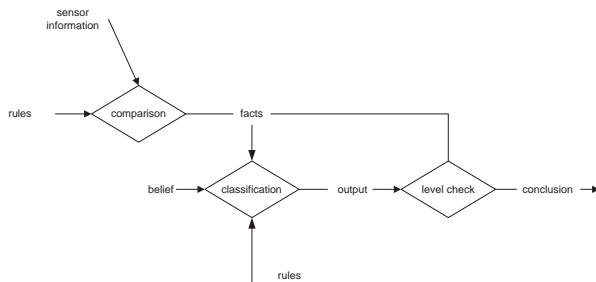 sensor
information
rules
comparison
facts
belief
classification
output
level check
conclusion
rules